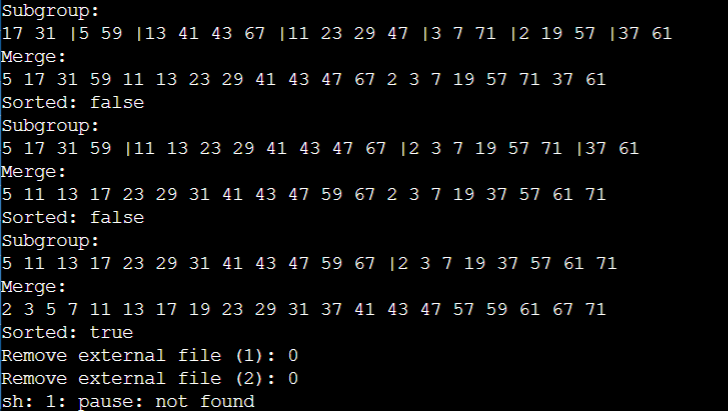 Subgroup:
17 31 |5 59 |13 41 43 67 |11 23 29 47 |3 7 71 |2 19 57 |37 61
Merge:
5 17 31 59 11 13 23 29 41 43 47 67 2 3 7 19 57 71 37 61
Sorted: false
Subgroup:
5 17 31 59 |11 13 23 29 41 43 47 67 |2 3 7 19 57 71 |37 61
Merge:
5 11 13 17 23 29 31 41 43 47 59 67 2 3 7 19 37 57 61 71
Sorted: false
Subgroup:
5 11 13 17 23 29 31 41 43 47 59 67 |2 3 7 19 37 57 61 71
Merge:
2 3 5 7 11 13 17 19 23 29 31 37 41 43 47 57 59 61 67 71
Sorted: true
Remove external file (1): 0
Remove external file (2): 0
sh: 1: pause: not found